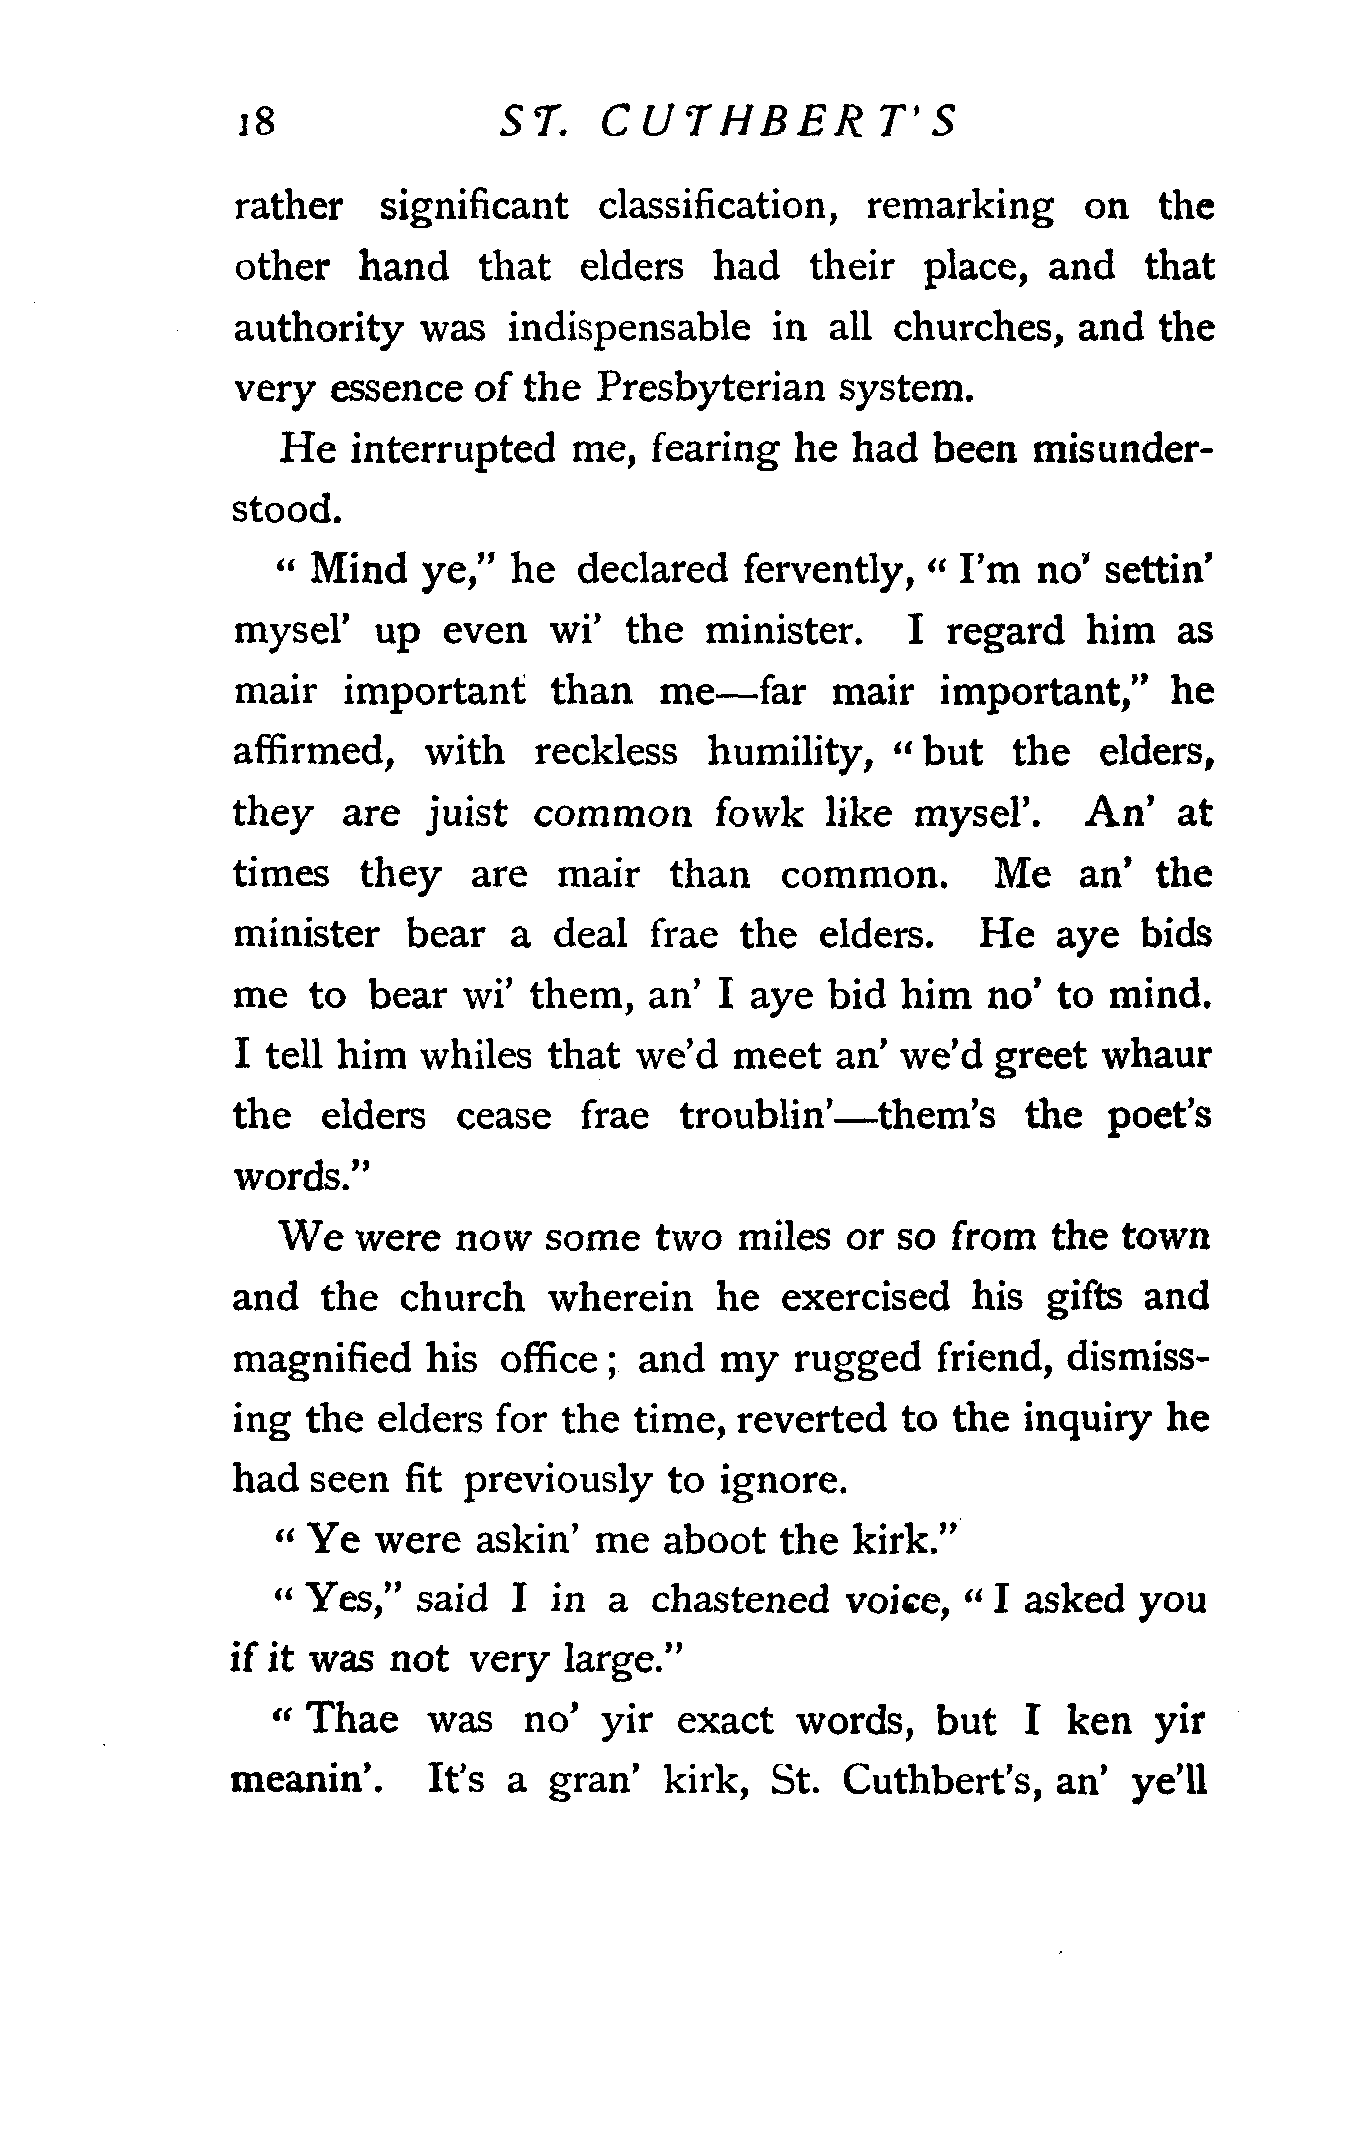 18 ST. CUTHBERT'S
rather significant classification, remarking on the
other hand that elders had their place, and that
authority was indispensable in all churches, and the
very essence of the Presbyterian system.
He interrupted me, fearing he had been misunder-
stood.
" Mind ye," he declared fervently, " I'm no' settin'
mysel' up even wi' the minister. I regard him as
mair important than me—far mair important," he
affirmed, with reckless humility, " but the elders,
they are juist common fowk like mysel'. An' at
times they are mair than common. Me an' the
minister bear a deal frae the elders. He aye bids
me to bear wi' them, an' I aye bid him no' to mind.
I tell him whiles that we'd meet an' we'd greet whaur
the elders cease frae troublin'—them's the poet's
words."
We were now some two miles or so from the town
and the church wherein he exercised his gifts and
magnified his office ; and my rugged friend, dismiss-
ing the elders for the time, reverted to the inquiry he
had seen fit previously to ignore.
" Ye were askin' me aboot the kirk."
" Yes," said I in a chastened voice, " I asked you
if it was not very large."
" Thae was no' yir exact words, but I ken yir
meanin'. It's a gran' kirk, St. Cuthbert's, an' ye'll